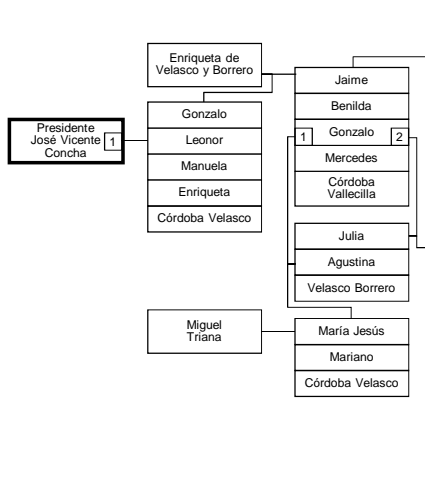 Enriqueta de
Velasco y Borrero
Jaime
Benilda
1 Gonzalo 2
Mercedes
Córdoba
Vallecilla
Gonzalo
Leonor
Manuela
Enriqueta
Córdoba Velasco
Presidente
José Vicente 1
Concha
Julia
Agustina
Velasco Borrero
Miguel
Triana
María Jesús
Mariano
Córdoba Velasco